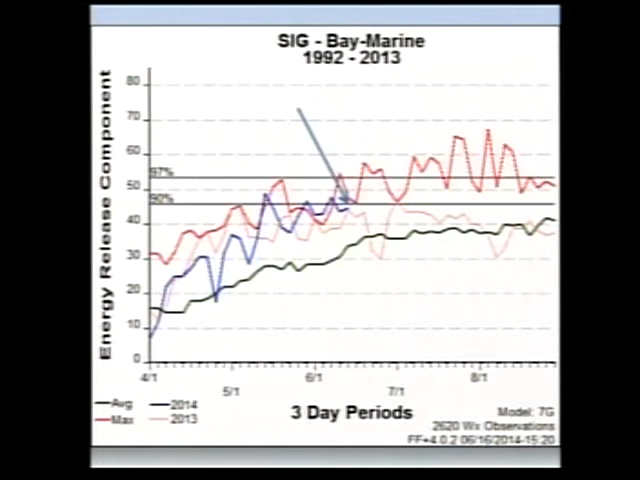 SIG - Bay-Marine
1992 - 2013
Energy Release Component
80
70
60
97%
50
90%
40
30
20
10
0
4/1
5/1
6/1
7/1
8/1
3 Day Periods
Avg
2014
Max
2013
Model: 7G
2620 Wx Observations
FF+4.0.2 06/16/2014-15:20